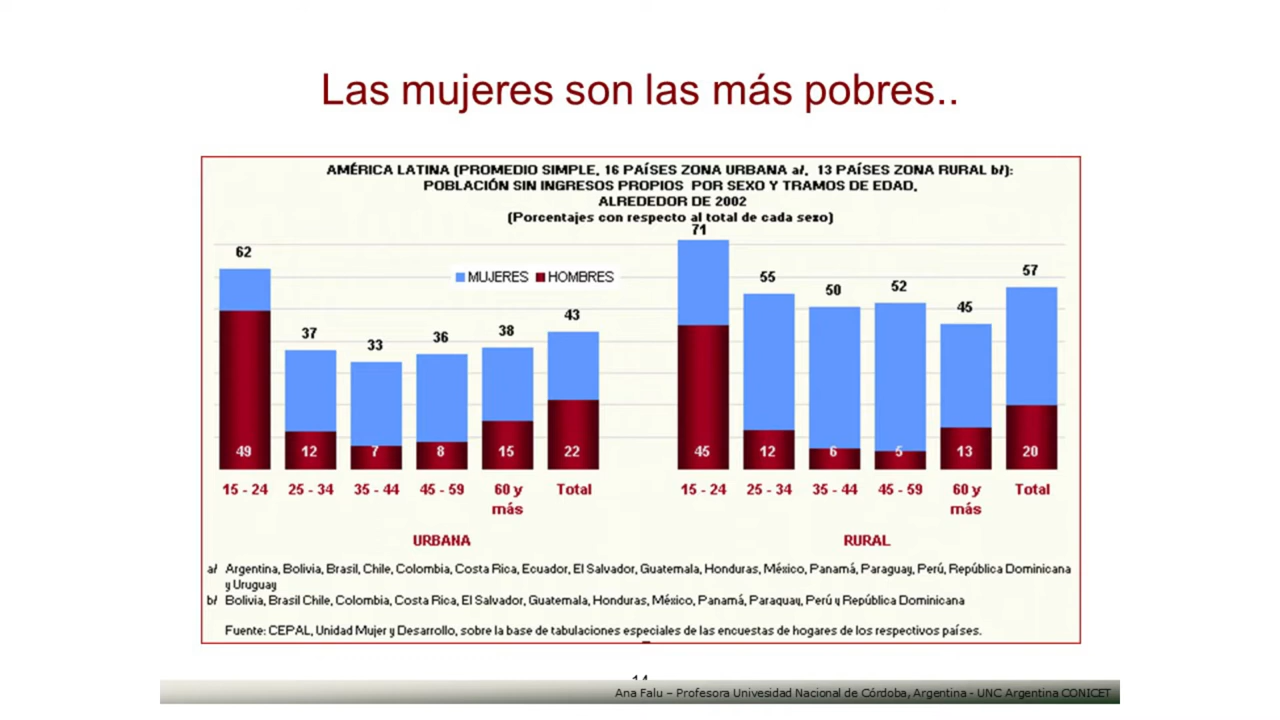 Las mujeres son las más pobres..
AMÉRICA LATINA (PROMEDIO SIMPLE, 16 PAÍSES ZONA URBANA a/, 13 PAÍSES ZONA RURAL b/):
POBLACIÓN SIN INGRESOS PROPIOS POR SEXO Y TRAMOS DE EDAD,
ALREDEDOR DE 2002
(Porcentajes con respecto al total de cada sexo)
MUJERES HOMBRES
62 37 33 36 38 43
49 12 7 8 15 22
15 - 24 25 - 34 35 - 44 45 - 59 60 y más Total
URBANA
71 55 50 52 45 57
45 12 6 5 13 20
15 - 24 25 - 34 35 - 44 45 - 59 60 y más Total
RURAL
a/ Argentina, Bolivia, Brasil, Chile, Colombia, Costa Rica, Ecuador, El Salvador, Guatemala, Honduras, México, Panamá, Paraguay, Perú, República Dominicana
y Uruguay
b/ Bolivia, Brasil Chile, Colombia, Costa Rica, El Salvador, Guatemala, Honduras, México, Panamá, Paraguay, Perú y República Dominicana
Fuente: CEPAL, Unidad Mujer y Desarrollo, sobre la base de tabulaciones especiales de las encuestas de hogares de los respectivos países.
14
Ana Falu – Profesora Univesidad Nacional de Córdoba, Argentina - UNC Argentina CONICET